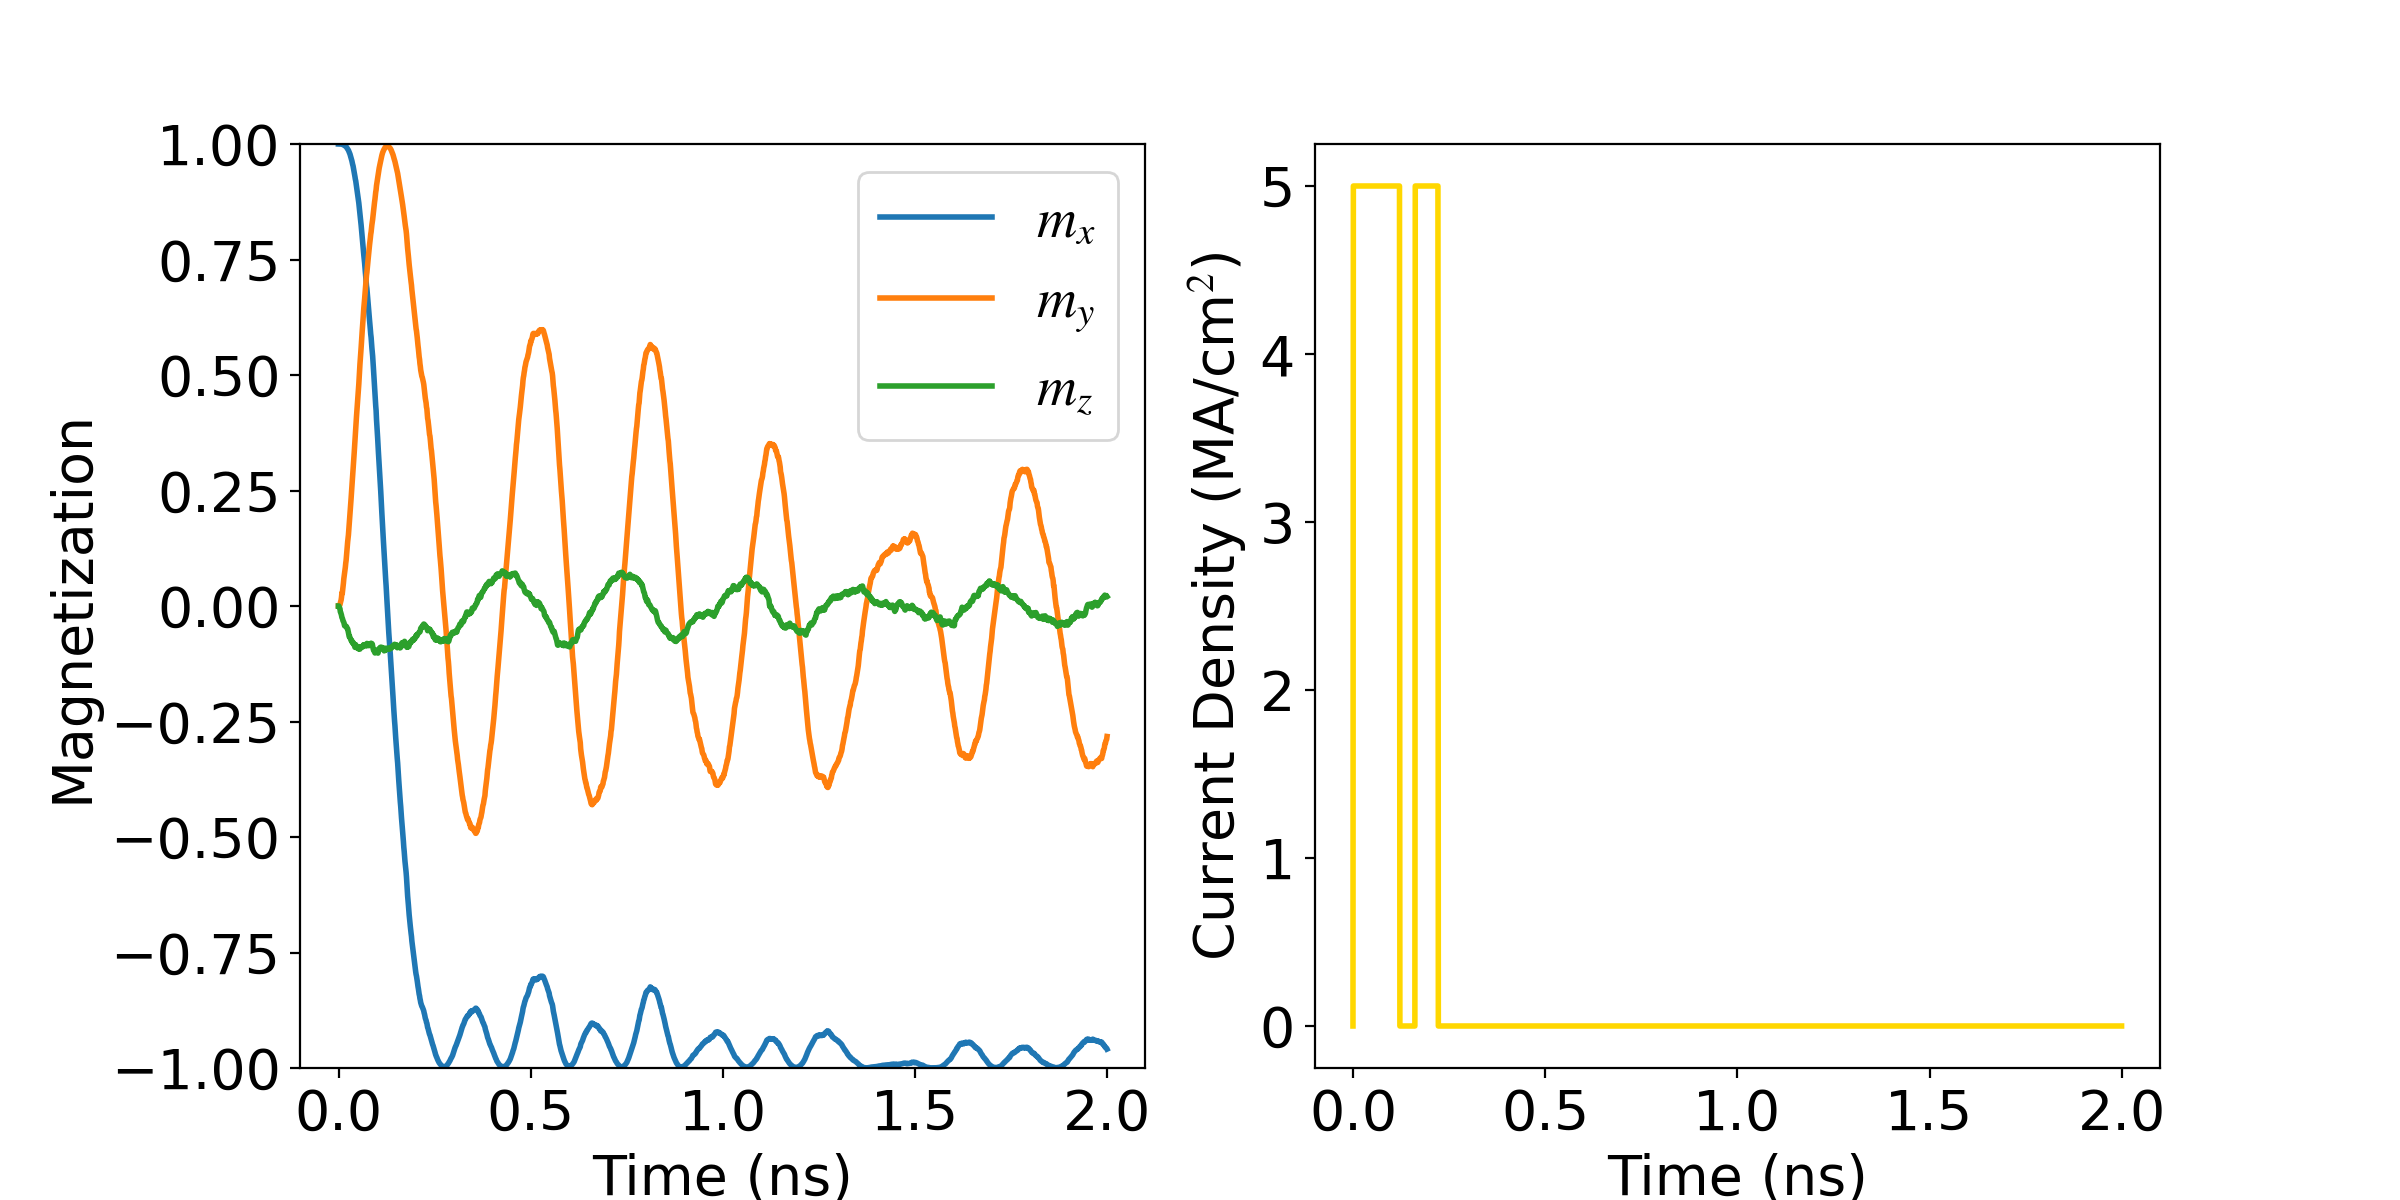 1.00
0.75
0.50
0.25
0.00
−0.25
−0.50
−0.75
−1.00
0.0 0.5 1.0 1.5 2.0
Time (ns)
Magnetization
m_x
m_y
m_z
5
4
3
2
1
0
0.0 0.5 1.0 1.5 2.0
Time (ns)
Current Density (MA/cm²)